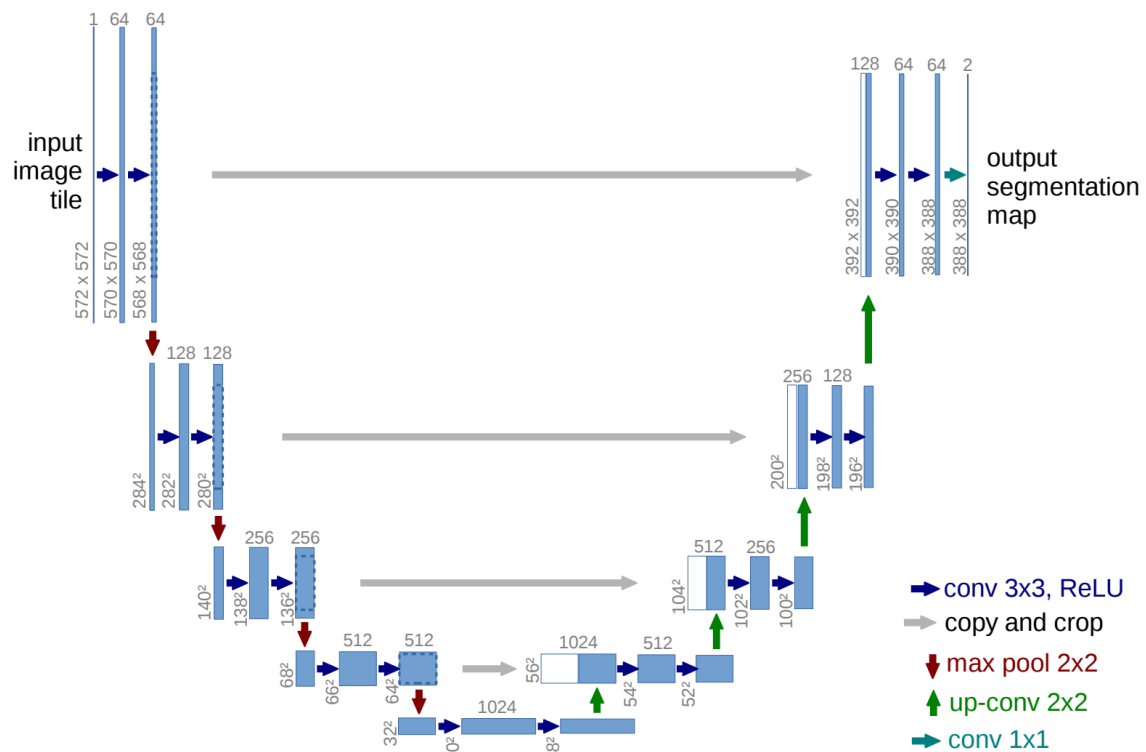 1 64 64
input
image
tile
572 x 572
570 x 570
568 x 568
128 64 64 2
output
segmentation
map
392 x 392
390 x 390
388 x 388
388 x 388
128 128
284²
282²
280²
256 128
200²
198²
196²
256 256
140²
138²
136²
512 256
104²
102²
100²
512 512
68²
66²
64²
1024 512
56²
54²
52²
1024
32²
0²
8²
conv 3x3, ReLU
copy and crop
max pool 2x2
up-conv 2x2
conv 1x1